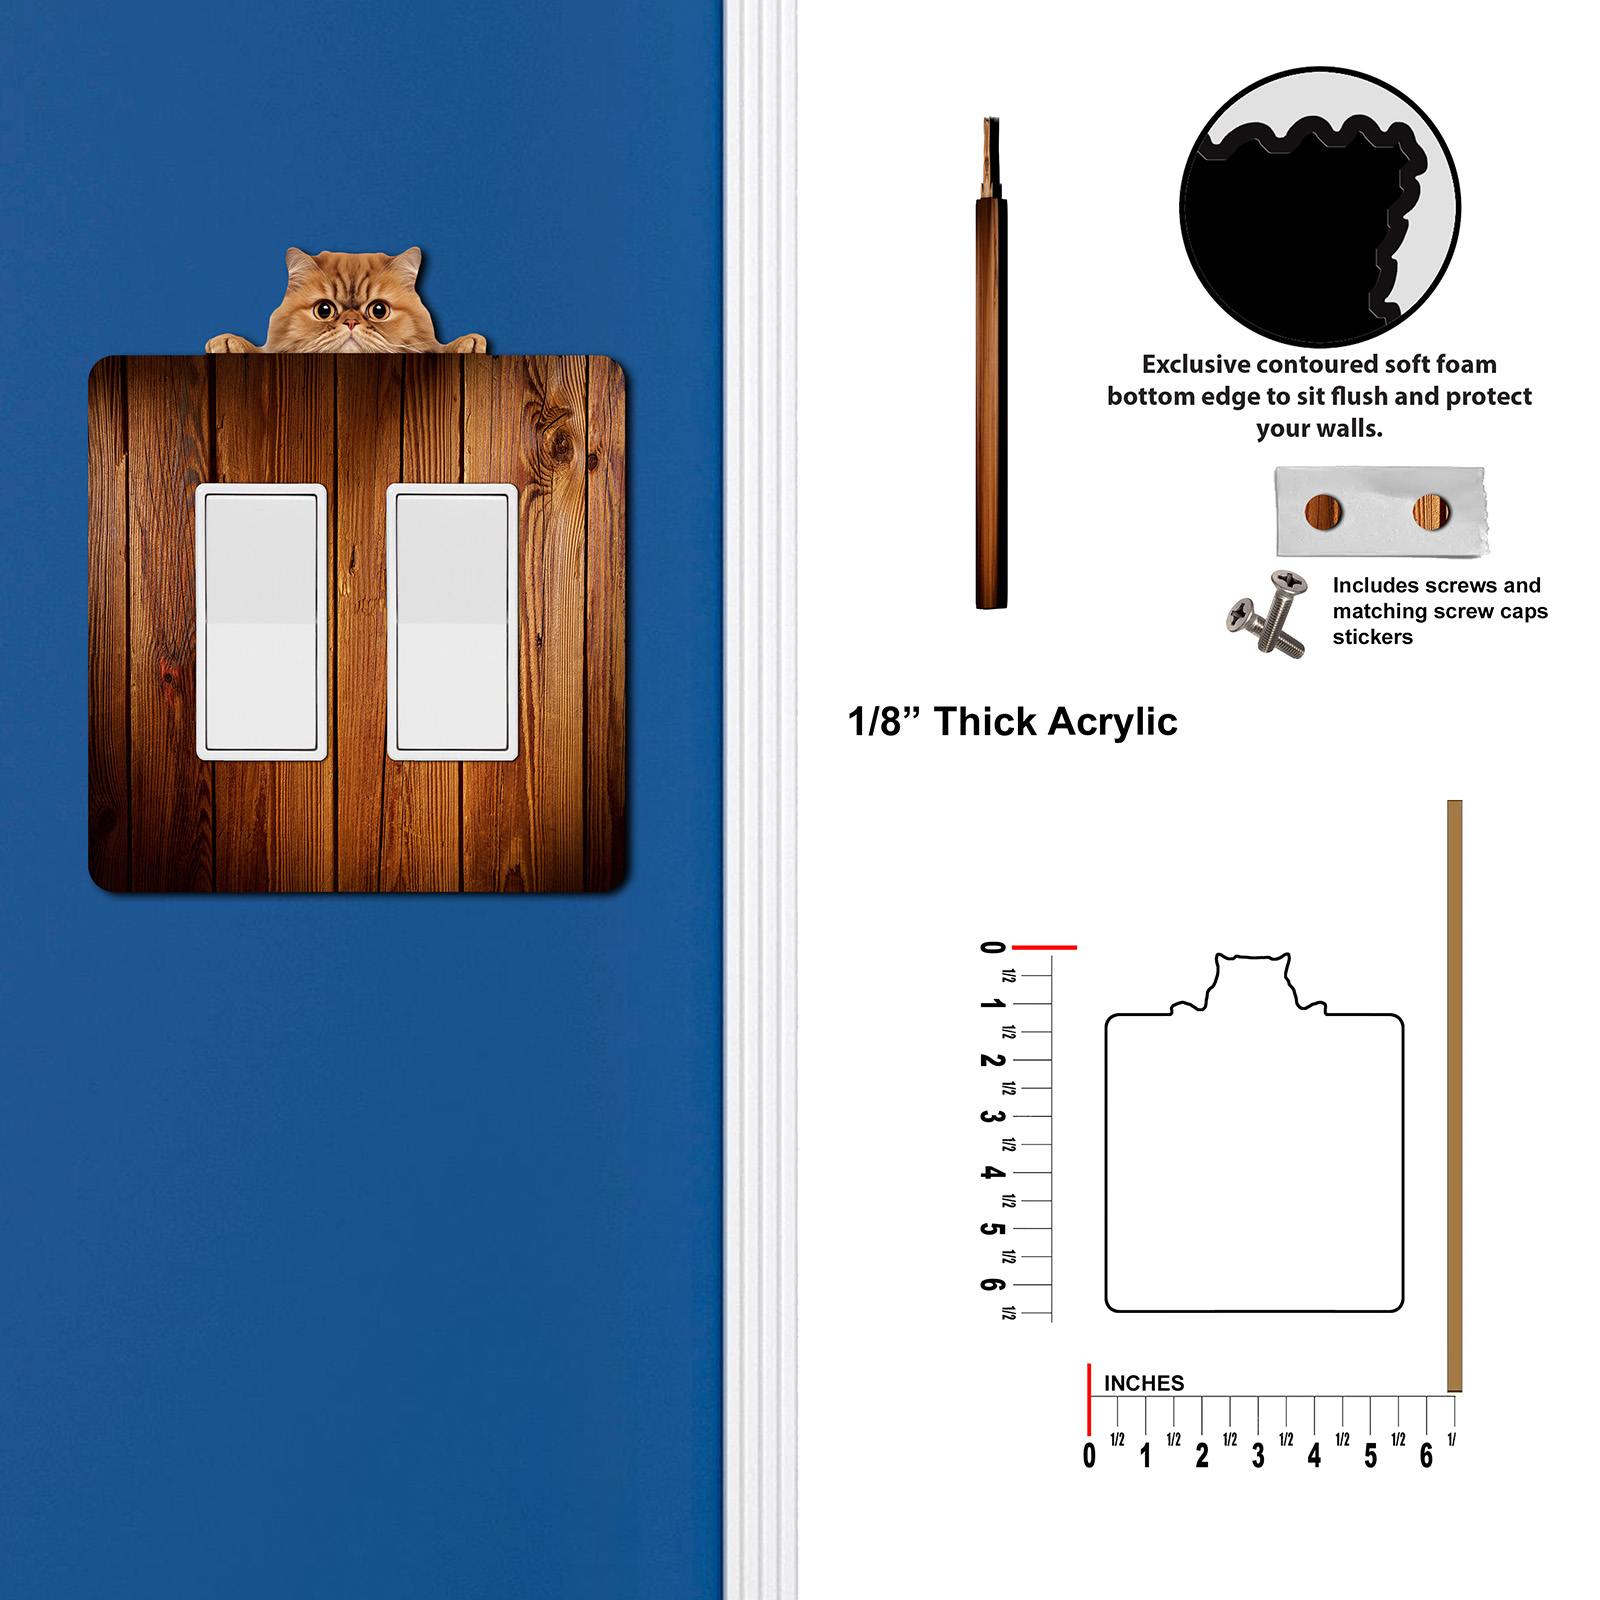 Exclusive contoured soft foam
bottom edge to sit flush and protect
your walls.
Includes screws and
matching screw caps
stickers
1/8” Thick Acrylic
0
1/2
1
1/2
2
1/2
3
1/2
4
1/2
5
1/2
6
1/2
INCHES
0 1/2 1 1/2 2 1/2 3 1/2 4 1/2 5 1/2 6 1/